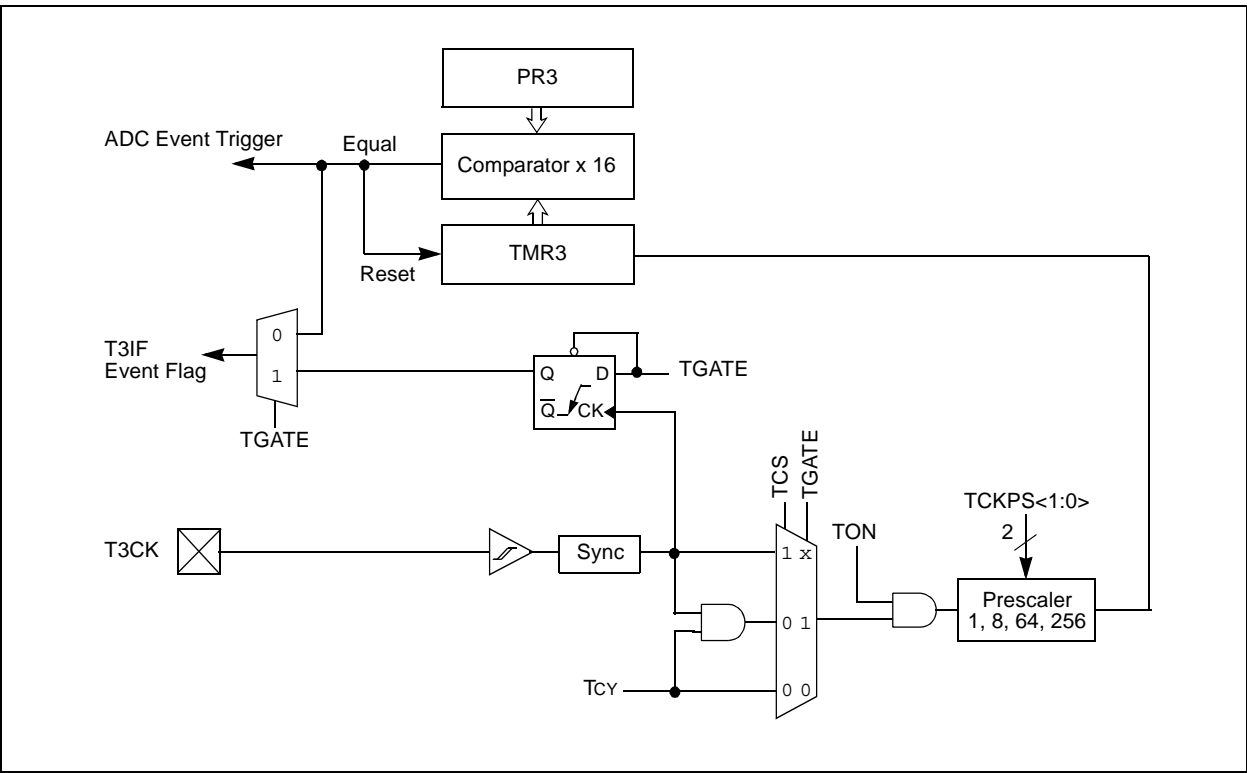 PR3
ADC Event Trigger
Equal
Comparator x 16
TMR3
Reset
0
T3IF
Event Flag
1
TGATE
Q D
Q̅ CK
TGATE
TCS
TGATE
TCKPS<1:0>
2
TON
T3CK
Sync
1 x
Prescaler
1, 8, 64, 256
0 1
TCY
0 0